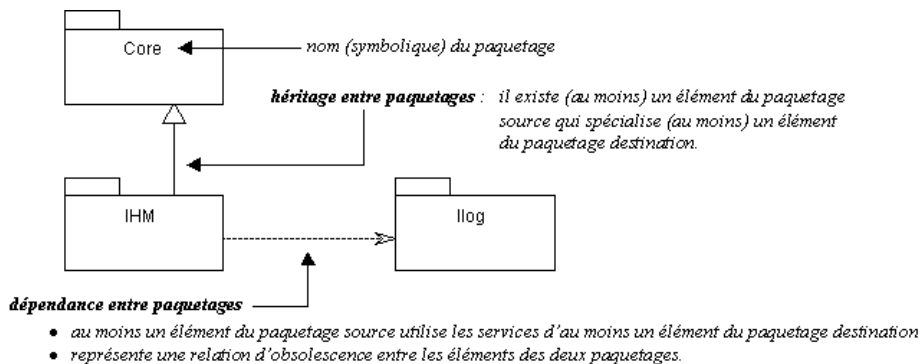 Core
nom (symbolique) du paquetage
héritage entre paquetages : il existe (au moins) un élément du paquetage
source qui spécialise (au moins) un élément
du paquetage destination.
IHM
Ilog
dépendance entre paquetages
• au moins un élément du paquetage source utilise les services d'au moins un élément du paquetage destination
• représente une relation d'obsolescence entre les éléments des deux paquetages.